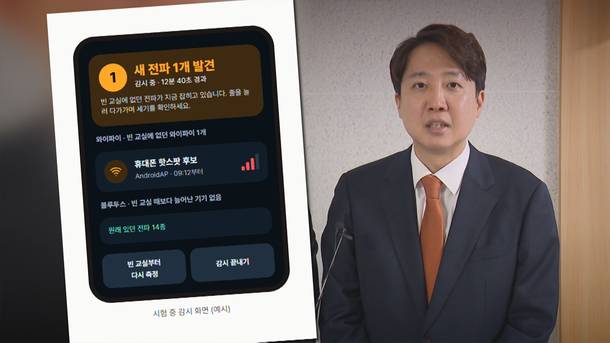 1
새 전파 1개 발견
감시 중 · 12분 40초 경과
빈 교실에 없던 전파가 지금 잡히고 있습니다. 줄을 눌
러 다가가며 세기를 확인하세요.
와이파이 · 빈 교실에 없던 와이파이 1개
휴대폰 핫스팟 후보
AndroidAP · 09:12부터
블루투스 · 빈 교실 때보다 늘어난 기기 없음
원래 있던 전파 14종
빈 교실부터
다시 측정
감시 끝내기
시험 중 감시 화면 (예시)